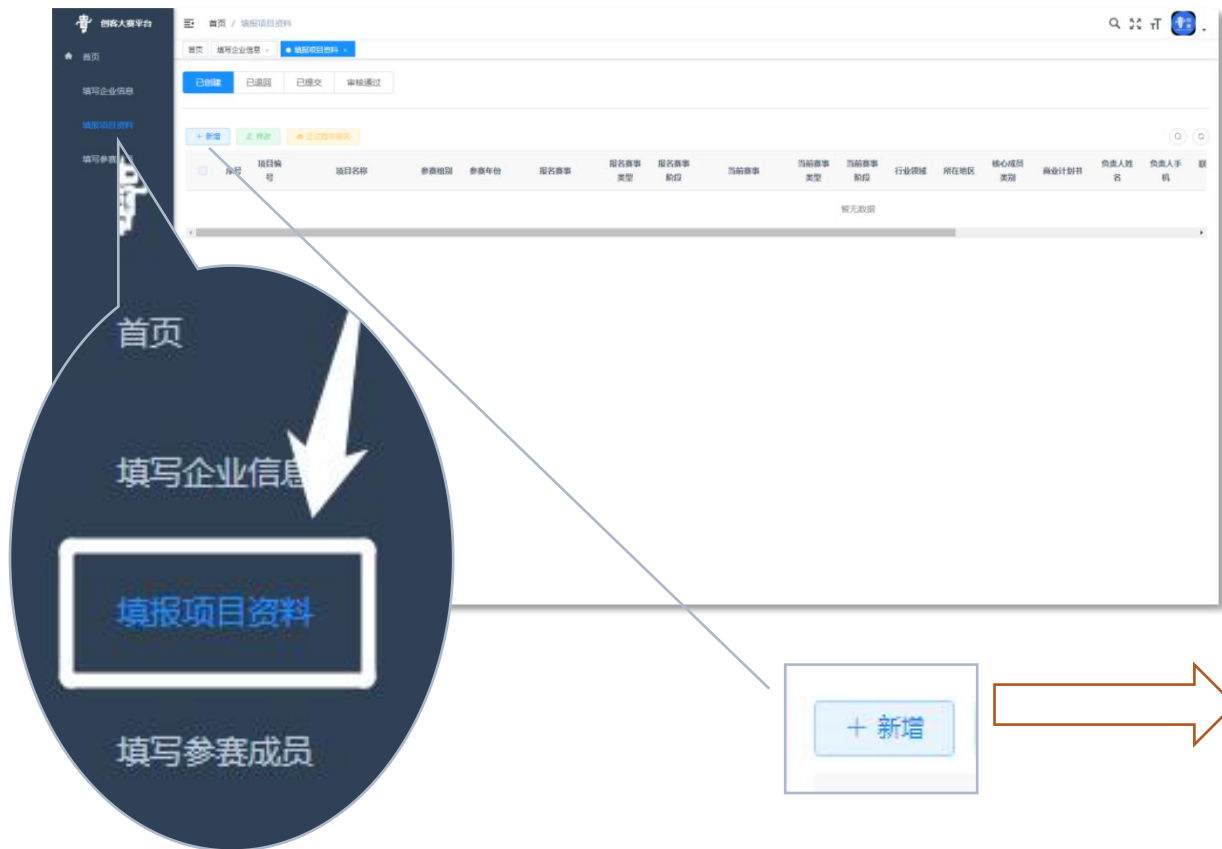 创客大赛平台
首页 / 填报项目资料
首页 填写企业信息 × 填报项目资料 ×
首页
填写企业信息
填报项目资料
填写参赛
已创建 已退回 已提交 审核通过
+ 新增 修改
序号 项目编号 项目名称 参赛组别 参赛年份 报名赛事 报名赛事类型 报名赛事阶段 当前赛事 当前赛事类型 当前赛事阶段 行业领域 所在地区 核心成员类别 商业计划书 负责人姓名 负责人手机 联
暂无数据
首页
填写企业信息
填报项目资料
填写参赛成员
+ 新增